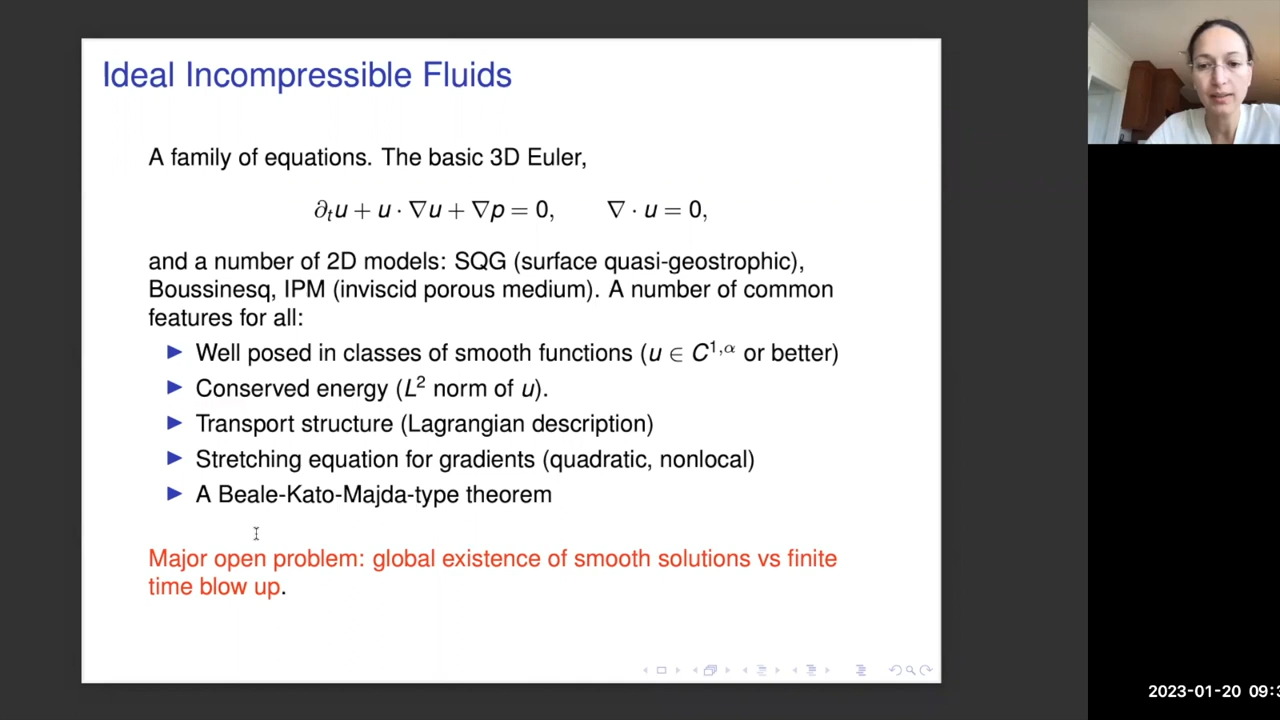 Ideal Incompressible Fluids
A family of equations. The basic 3D Euler,
∂ₜu + u · ∇u + ∇p = 0,  ∇ · u = 0,
and a number of 2D models: SQG (surface quasi-geostrophic),
Boussinesq, IPM (inviscid porous medium). A number of common
features for all:
▶ Well posed in classes of smooth functions (u ∈ C^{1,α} or better)
▶ Conserved energy (L² norm of u).
▶ Transport structure (Lagrangian description)
▶ Stretching equation for gradients (quadratic, nonlocal)
▶ A Beale-Kato-Majda-type theorem
Major open problem: global existence of smooth solutions vs finite
time blow up.
2023-01-20 09:3